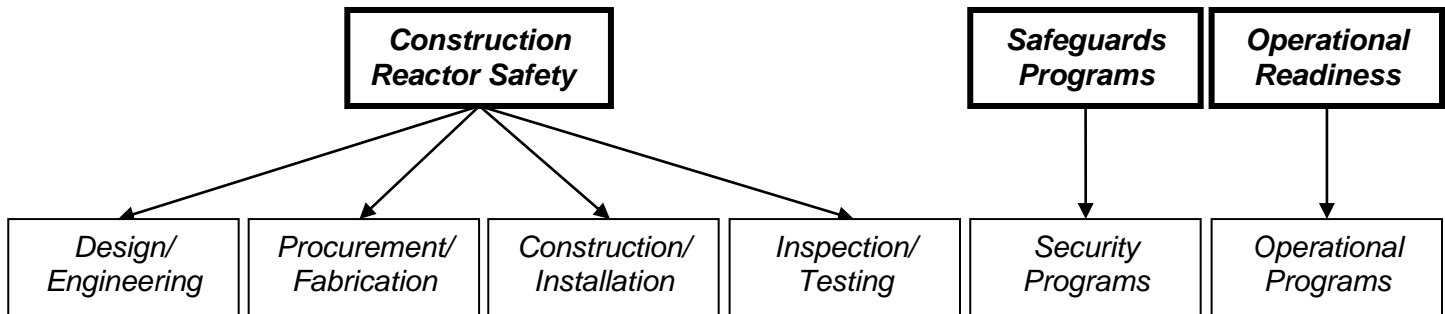 Construction
Reactor Safety
Safeguards
Programs
Operational
Readiness
Design/
Engineering
Procurement/
Fabrication
Construction/
Installation
Inspection/
Testing
Security
Programs
Operational
Programs